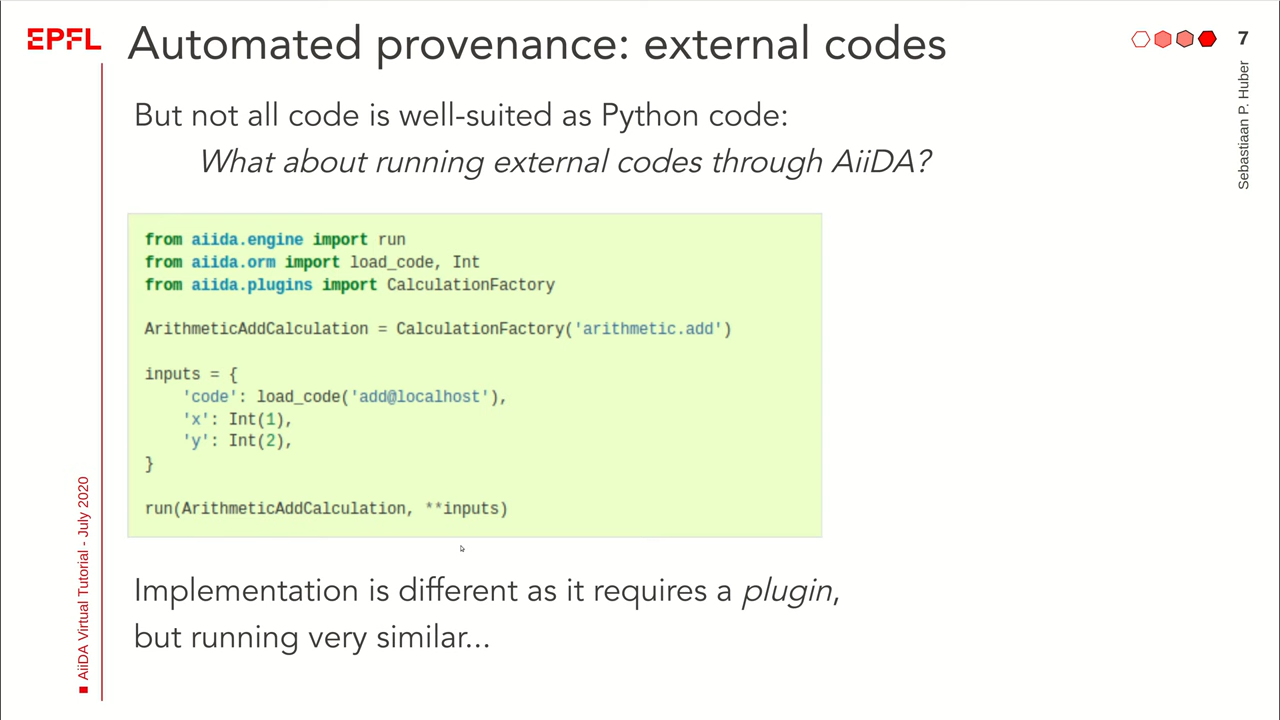 EPFL
Automated provenance: external codes
7
Sebastiaan P. Huber
But not all code is well-suited as Python code:
What about running external codes through AiiDA?
from aiida.engine import run
from aiida.orm import load_code, Int
from aiida.plugins import CalculationFactory
ArithmeticAddCalculation = CalculationFactory('arithmetic.add')
inputs = {
    'code': load_code('add@localhost'),
    'x': Int(1),
    'y': Int(2),
}
run(ArithmeticAddCalculation, **inputs)
Implementation is different as it requires a plugin,
but running very similar...
AiiDA Virtual Tutorial - July 2020